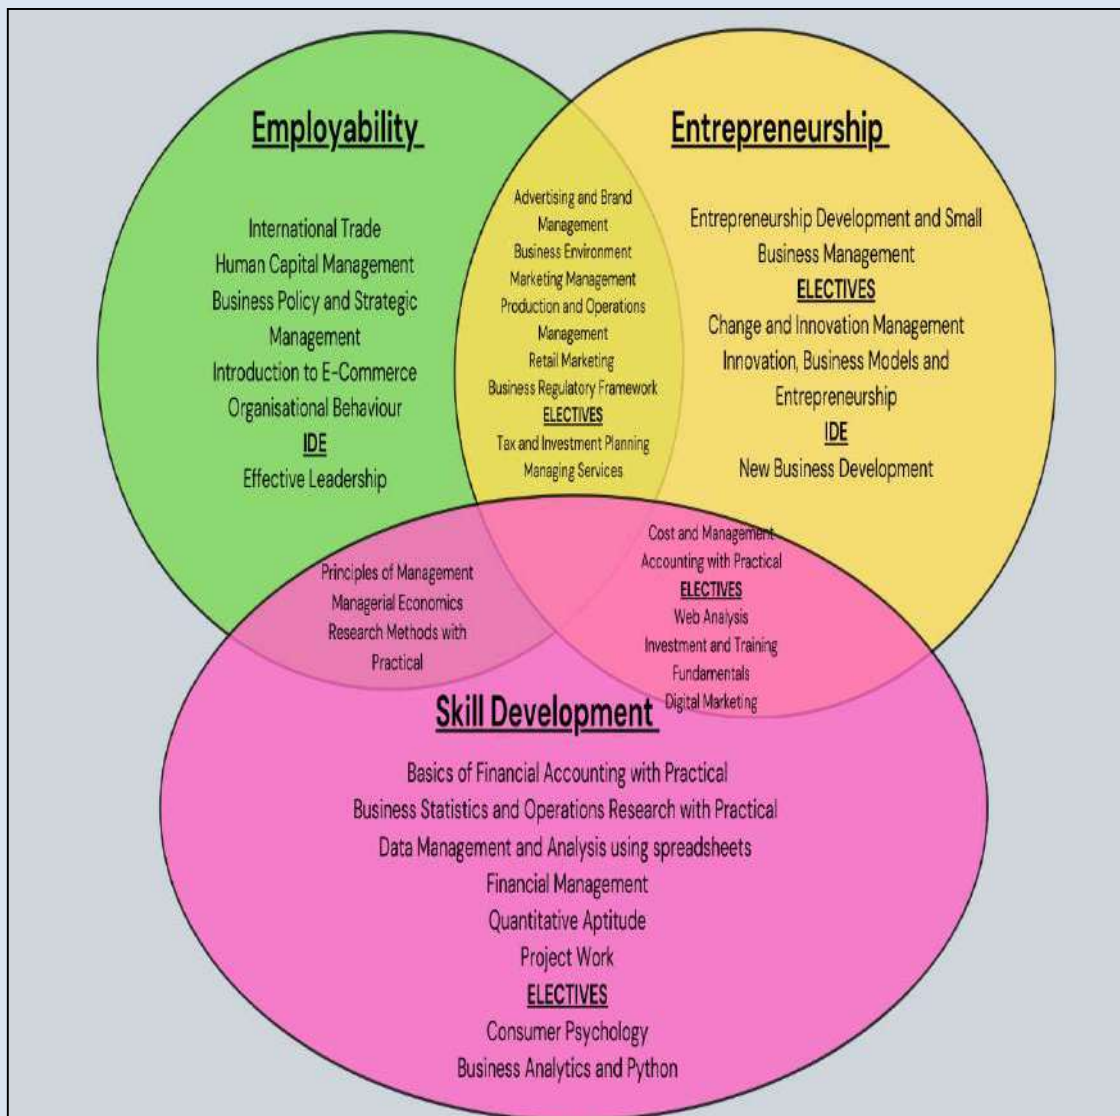 Employability
International Trade
Human Capital Management
Business Policy and Strategic
Management
Introduction to E-Commerce
Organisational Behaviour
IDE
Effective Leadership
Advertising and Brand
Management
Business Environment
Marketing Management
Production and Operations
Management
Retail Marketing
Business Regulatory Framework
ELECTIVES
Tax and Investment Planning
Managing Services
Entrepreneurship
Entrepreneurship Development and Small
Business Management
ELECTIVES
Change and Innovation Management
Innovation, Business Models and
Entrepreneurship
IDE
New Business Development
Principles of Management
Managerial Economics
Research Methods with
Practical
Cost and Management
Accounting with Practical
ELECTIVES
Web Analysis
Investment and Training
Fundamentals
Digital Marketing
Skill Development
Basics of Financial Accounting with Practical
Business Statistics and Operations Research with Practical
Data Management and Analysis using spreadsheets
Financial Management
Quantitative Aptitude
Project Work
ELECTIVES
Consumer Psychology
Business Analytics and Python